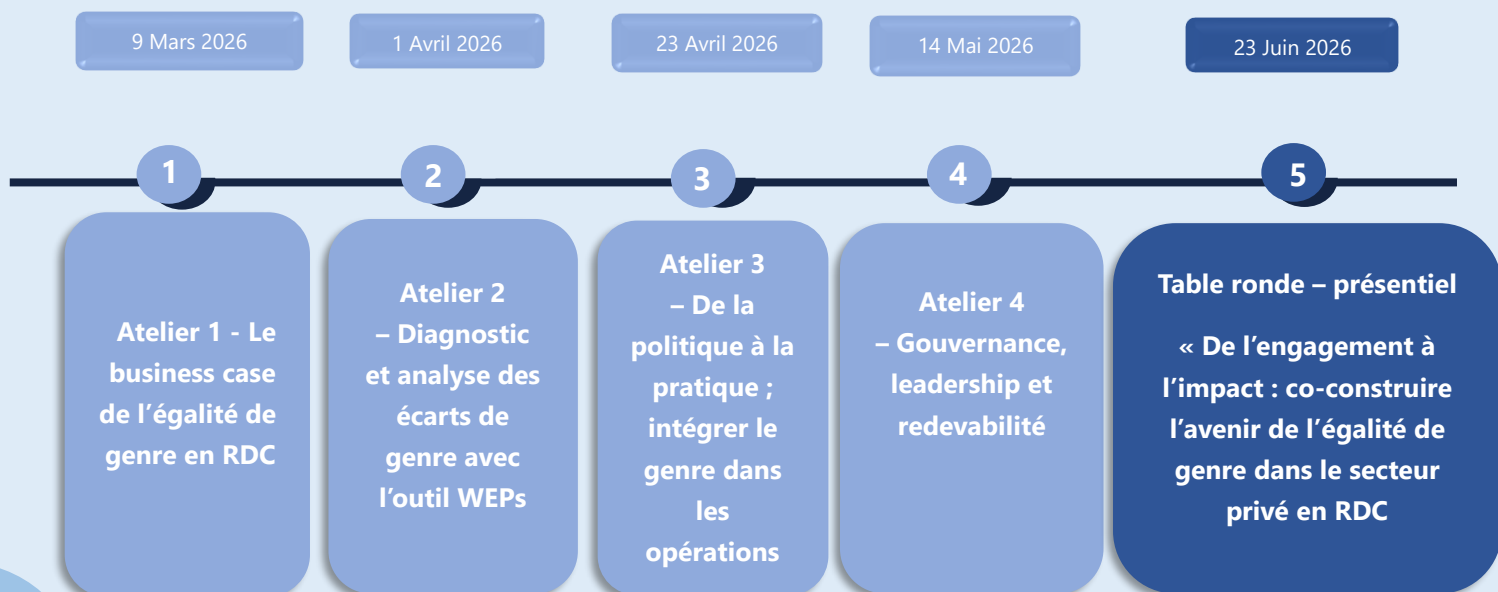 9 Mars 2026
1 Avril 2026
23 Avril 2026
14 Mai 2026
23 Juin 2026
1
2
3
4
5
Atelier 1 - Le
business case
de l’égalité de
genre en RDC
Atelier 2
– Diagnostic
et analyse des
écarts de
genre avec
l’outil WEPs
Atelier 3
– De la
politique à la
pratique ;
intégrer le
genre dans
les
opérations
Atelier 4
– Gouvernance,
leadership et
redevabilité
Table ronde – présentiel
« De l’engagement à
l’impact : co-construire
l’avenir de l’égalité de
genre dans le secteur
privé en RDC